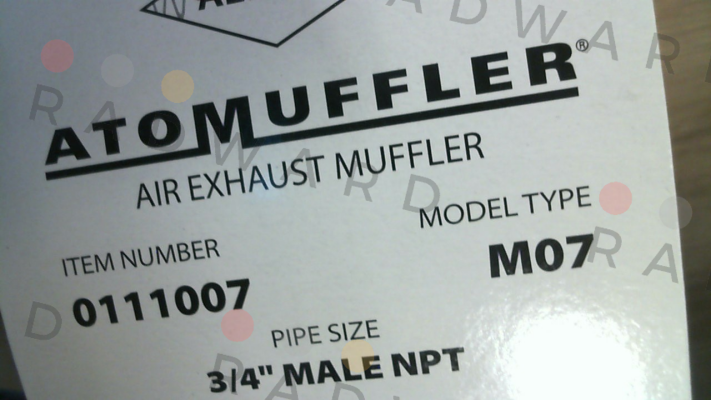 ATOMUFFLER®
AIR EXHAUST MUFFLER
MODEL TYPE
M07
ITEM NUMBER
0111007
PIPE SIZE
3/4" MALE NPT